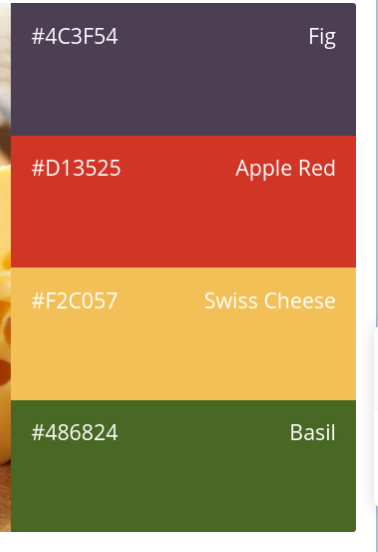 #4C3F54 Fig
#D13525 Apple Red
#F2C057 Swiss Cheese
#486824 Basil